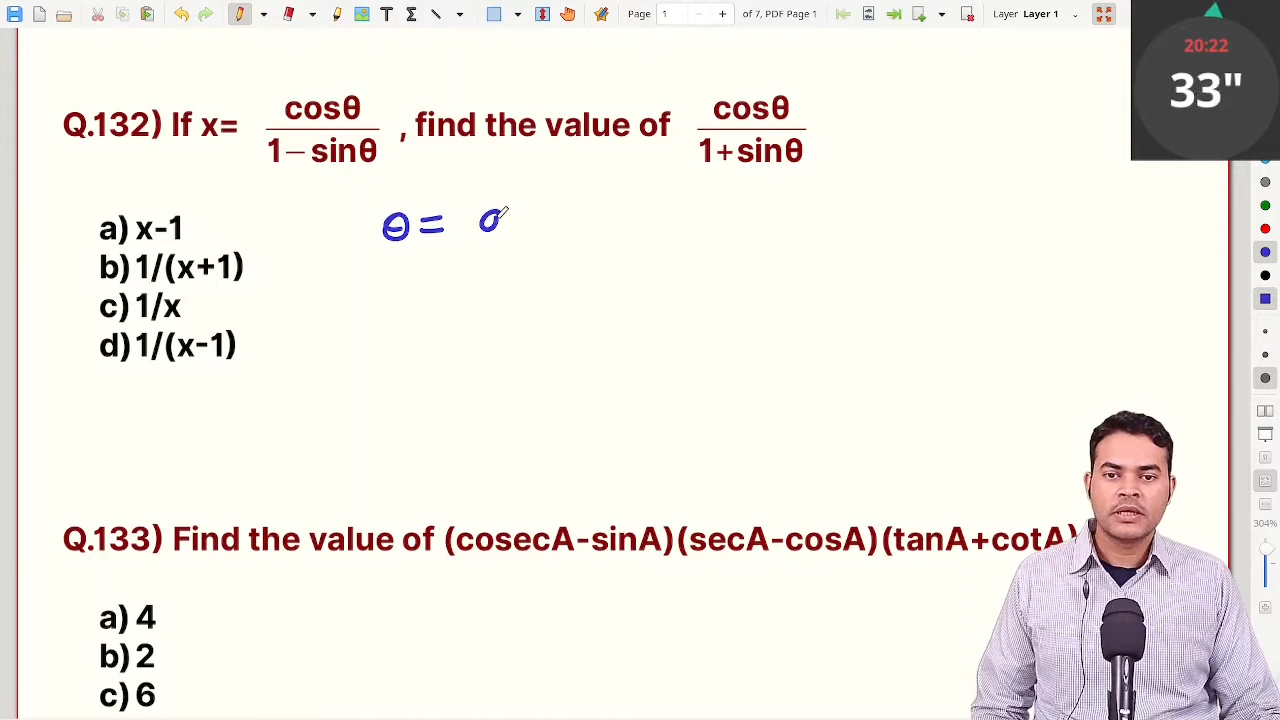 Page 1 of 7. PDF Page 1 Layer Layer 1
20:22
33"
Q.132) If x= cosθ / 1− sinθ , find the value of cosθ / 1+sinθ
a) x-1
θ = 0
b) 1/(x+1)
c) 1/x
d) 1/(x-1)
304%
Q.133) Find the value of (cosecA-sinA)(secA-cosA)(tanA+cotA)
a) 4
b) 2
c) 6